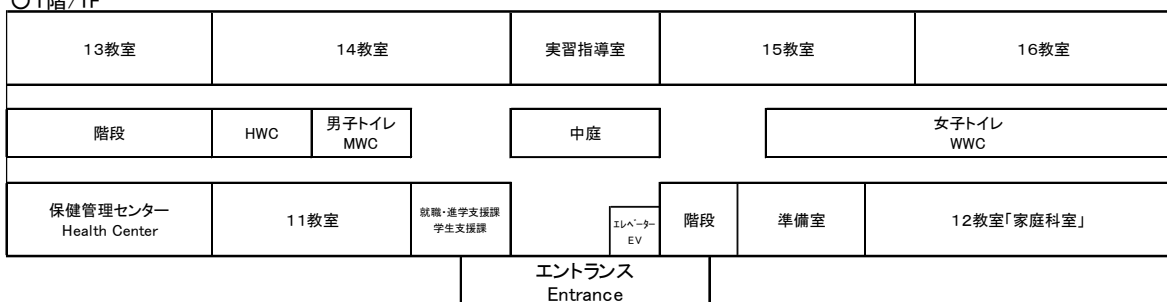 〇1階/1F
13教室
14教室
実習指導室
15教室
16教室
階段
HWC
男子トイレ
MWC
中庭
女子トイレ
WWC
保健管理センター
Health Center
11教室
就職・進学支援課
学生支援課
エレベーター
EV
階段
準備室
12教室「家庭科室」
エントランス
Entrance